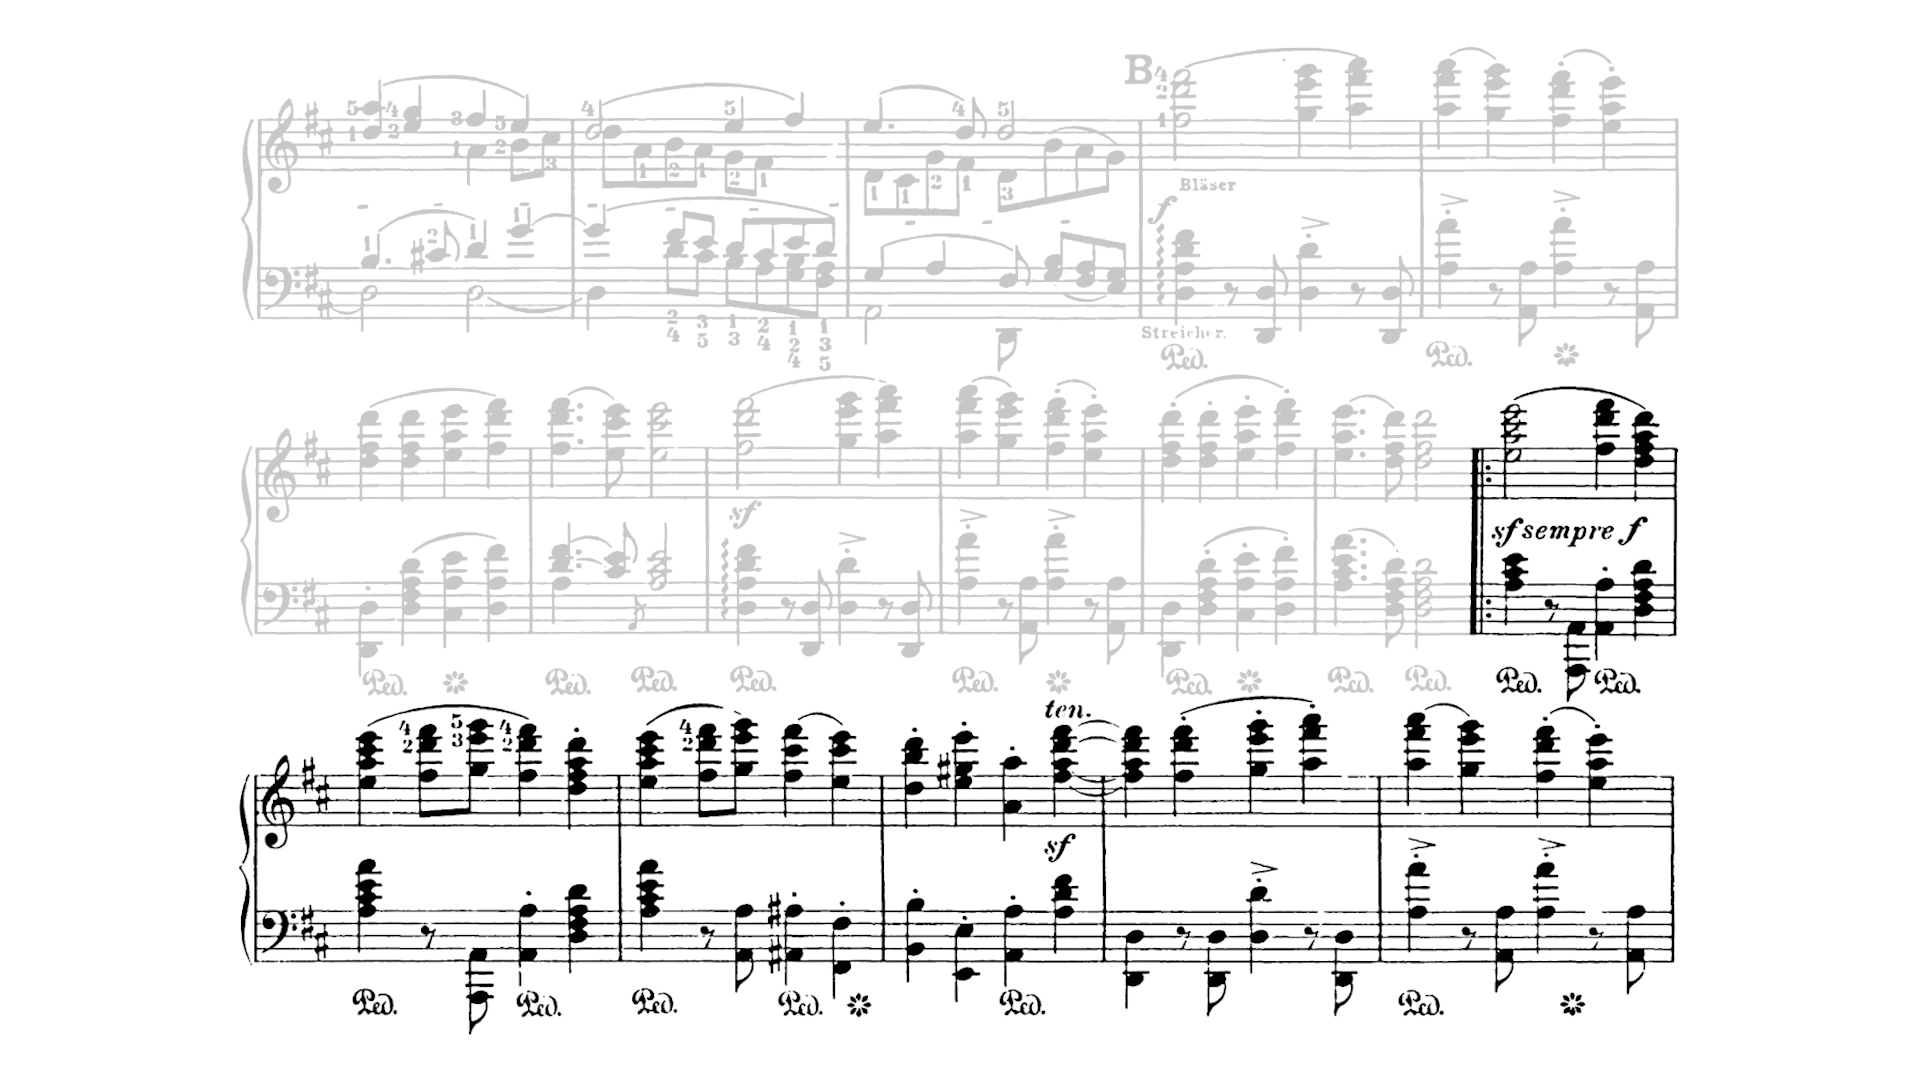 B
Bläser
f
Streicher.
Ped. Ped.
sf
sf sempre f
Ped. Ped. Ped. Ped. Ped. Ped. Ped. Ped. Ped. Ped.
ten.
sf
Ped. Ped. Ped. Ped. Ped. Ped.